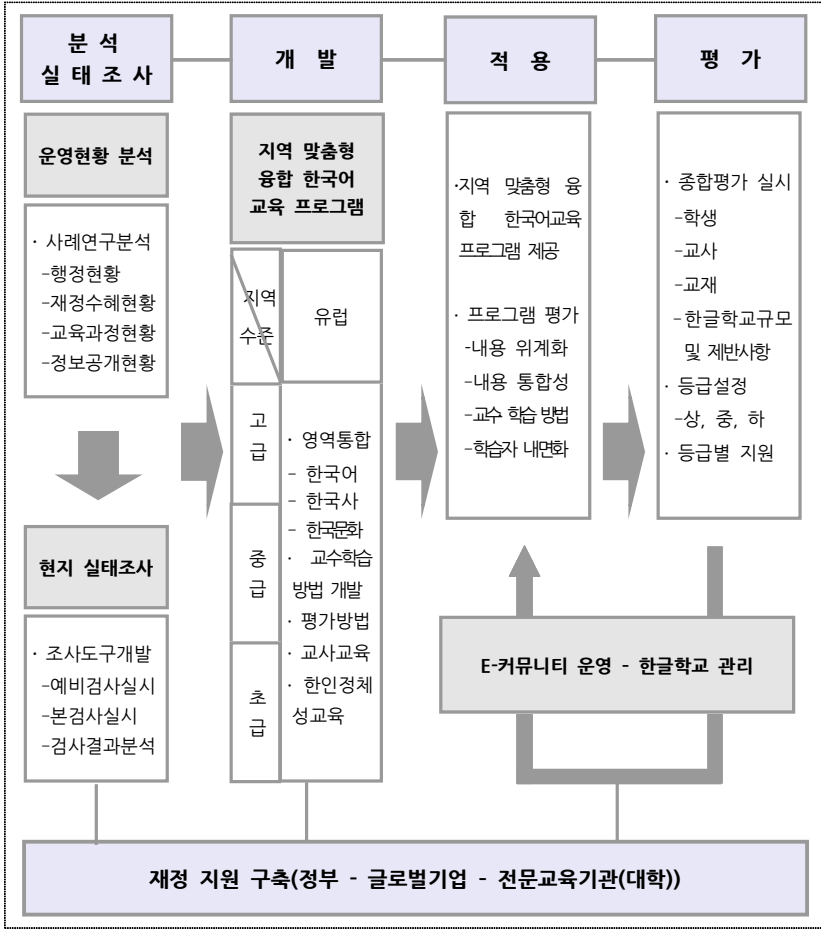 분 석
실 태 조 사
개 발
적 용
평 가
운영현황 분석
· 사례연구분석
-행정현황
-재정수혜현황
-교육과정현황
-정보공개현황
현지 실태조사
· 조사도구개발
-예비검사실시
-본검사실시
-검사결과분석
지역 맞춤형
융합 한국어
교육 프로그램
지역
수준
유럽
고
급
중
급
초
급
· 영역통합
- 한국어
- 한국사
- 한국문화
· 교수학습
방법 개발
· 평가방법
· 교사교육
· 한인정체
성교육
·지역 맞춤형 융
합 한국어교육
프로그램 제공
· 프로그램 평가
-내용 위계화
-내용 통합성
-교수 학습 방법
-학습자 내면화
· 종합평가 실시
-학생
-교사
-교재
-한글학교규모
및 제반사항
· 등급설정
-상, 중, 하
· 등급별 지원
E-커뮤니티 운영 - 한글학교 관리
재정 지원 구축(정부 - 글로벌기업 - 전문교육기관(대학))